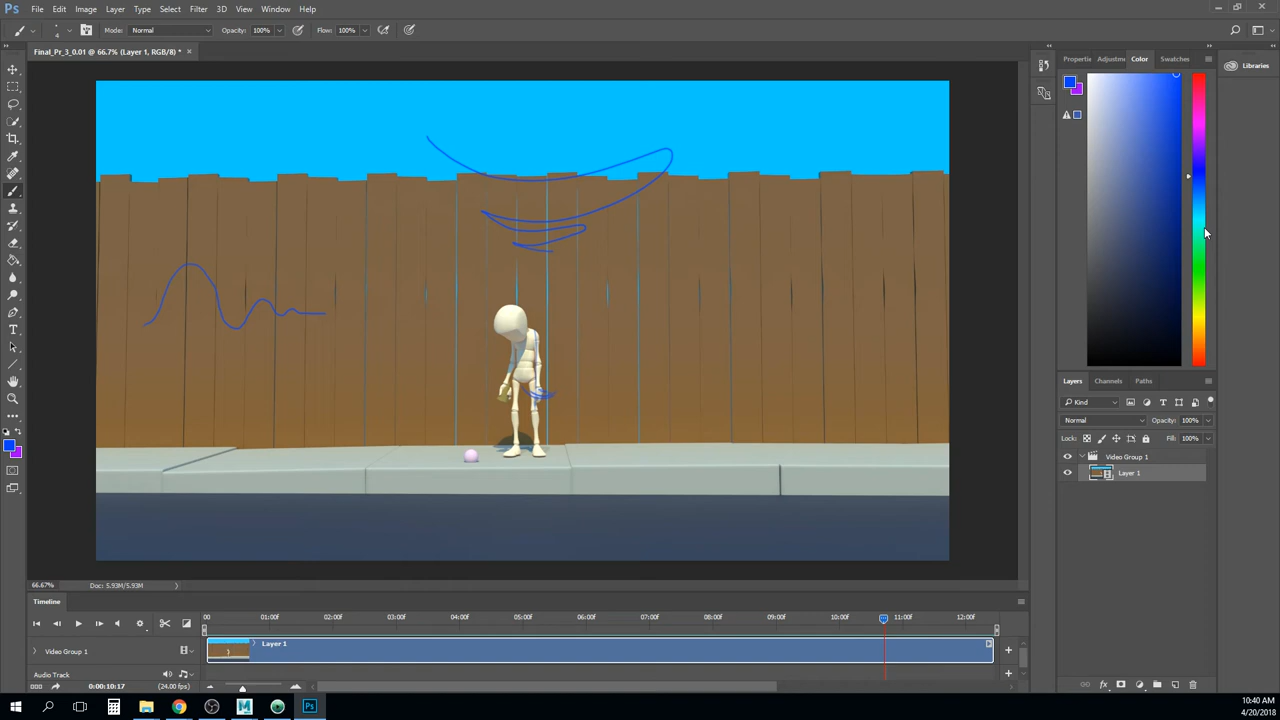 Ps File Edit Image Layer Type Select Filter 3D View Window Help
4 Mode: Normal Opacity: 100% Flow: 100%
Final_Pr_3_0.01 @ 66.7% (Layer 1, RGB/8) * ×
Properti Adjustme Color Swatches
Libraries
Layers Channels Paths
Kind
Normal Opacity: 100%
Lock: Fill: 100%
Video Group 1
Layer 1
66.67% Doc: 5.93M/5.93M
Timeline
00 01:00f 02:00f 03:00f 04:00f 05:00f 06:00f 07:00f 08:00f 09:00f 10:00f 11:00f 12:00f
Layer 1
Video Group 1
Audio Track
0:00:10:17 (24.00 fps)
Ps
10:40 AM
4/20/2018